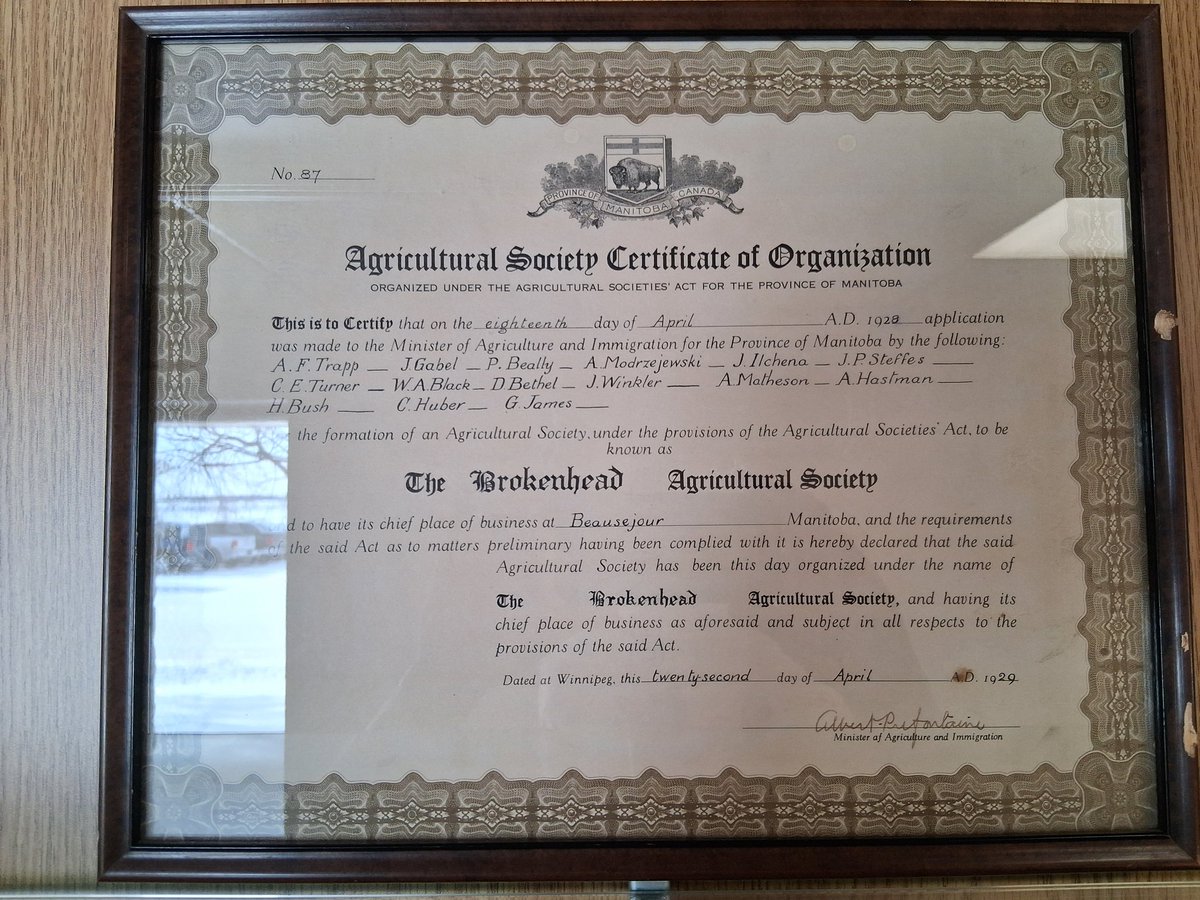 No. 87
PROVINCE OF MANITOBA CANADA
Agricultural Society Certificate of Organization
ORGANIZED UNDER THE AGRICULTURAL SOCIETIES' ACT FOR THE PROVINCE OF MANITOBA
This is to Certify that on the eighteenth day of April A.D. 1928 application
was made to the Minister of Agriculture and Immigration for the Province of Manitoba by the following:
A. F. Trapp — J. Gabel — P. Beally — A. Modrzejewski — J. Ilchena — J. P. Steffes
C. E. Turner — W. A. Black — D. Bethel — J. Winkler — A. Matheson — A. Hastman
H. Bush — C. Huber — G. James
the formation of an Agricultural Society, under the provisions of the Agricultural Societies' Act, to be
known as
The Brokenhead Agricultural Society
to have its chief place of business at Beausejour Manitoba, and the requirements
of the said Act as to matters preliminary having been complied with it is hereby declared that the said
Agricultural Society has been this day organized under the name of
The Brokenhead Agricultural Society, and having its
chief place of business as aforesaid and subject in all respects to the
provisions of the said Act.
Dated at Winnipeg, this twenty-second day of April A.D. 1929
Albert Prefontaine
Minister of Agriculture and Immigration